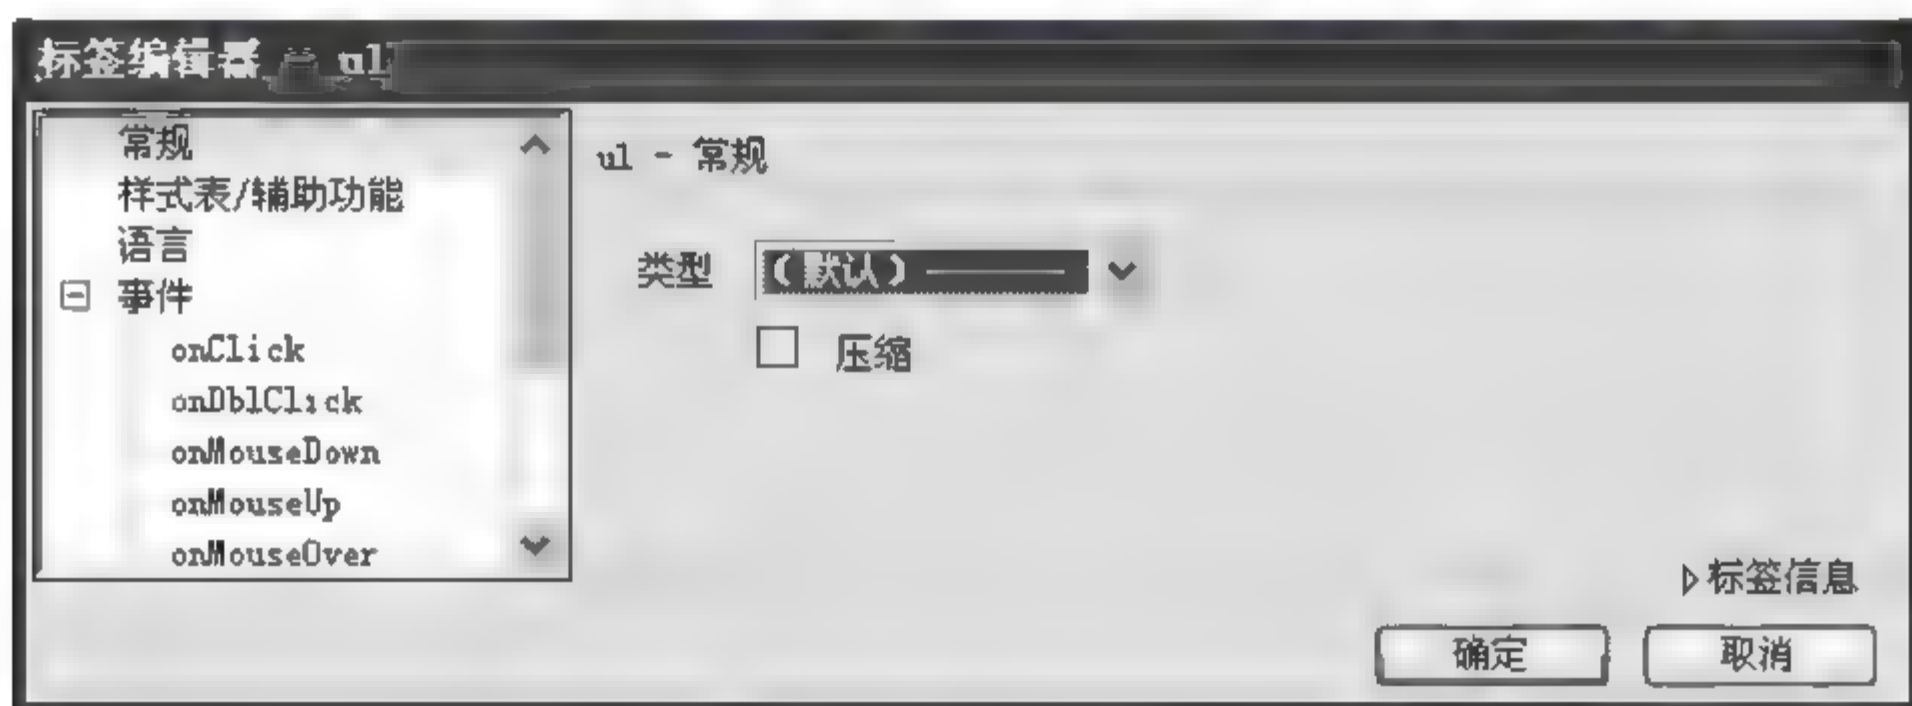 标签编辑器 - ul
常规
样式表/辅助功能
语言
事件
onClick
onDblClick
onMouseDown
onMouseUp
onMouseOver
ul - 常规
类型 (默认)
压缩
标签信息
确定 取消